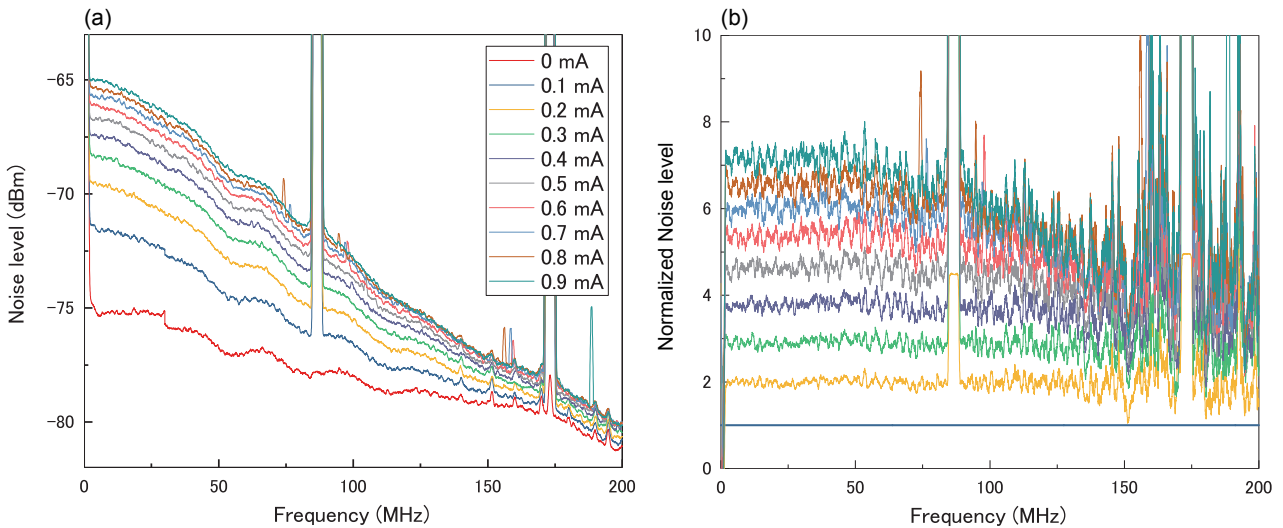 (a)
Noise level (dBm)
−65
−70
−75
−80
0 mA
0.1 mA
0.2 mA
0.3 mA
0.4 mA
0.5 mA
0.6 mA
0.7 mA
0.8 mA
0.9 mA
0 50 100 150 200
Frequency (MHz)
(b)
Normalized Noise level
10
8
6
4
2
0
0 50 100 150 200
Frequency (MHz)